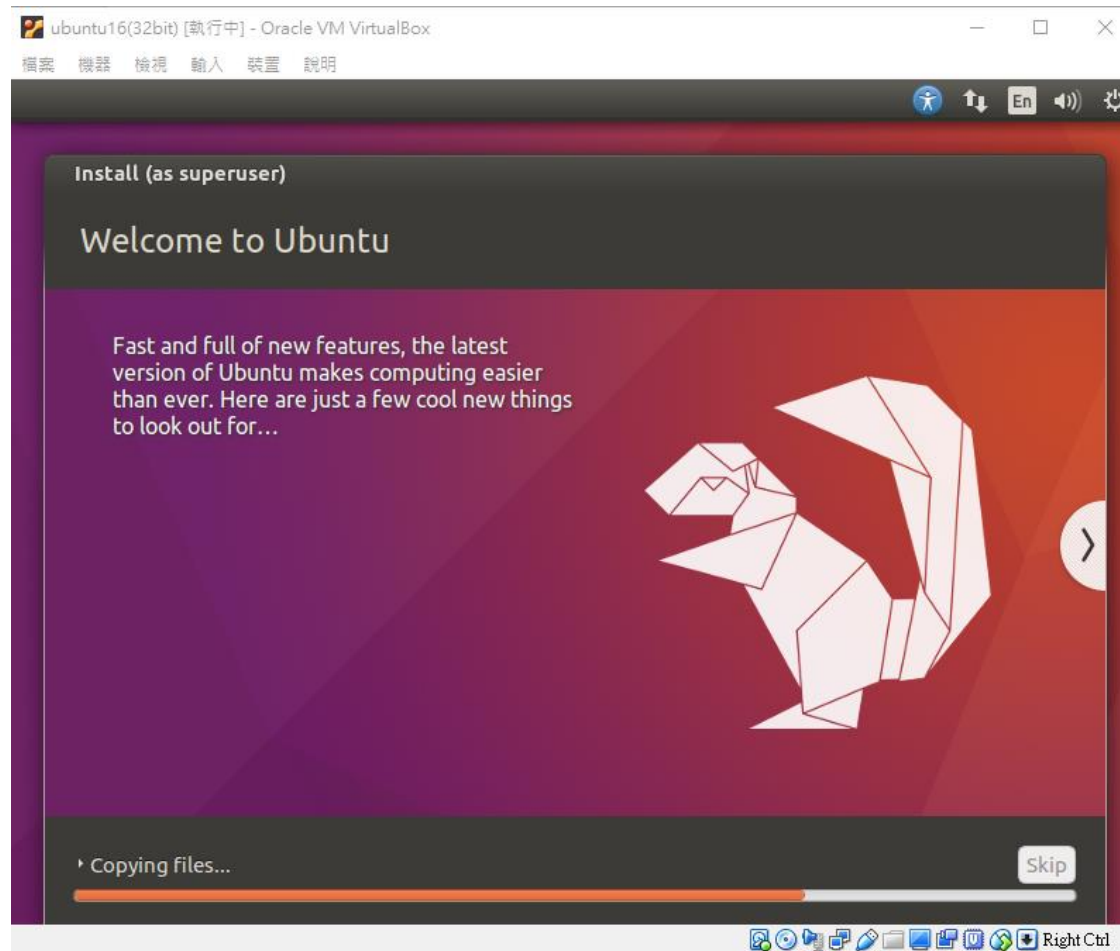 ubuntu16(32bit) [執行中] - Oracle VM VirtualBox
檔案 機器 檢視 輸入 裝置 說明
En
Install (as superuser)
Welcome to Ubuntu
Fast and full of new features, the latest
version of Ubuntu makes computing easier
than ever. Here are just a few cool new things
to look out for…
Copying files...
Skip
Right Ctrl